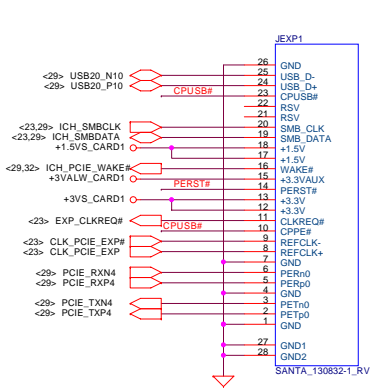 JEXP1
26 GND
<29> USB20_N10 25 USB_D-
<29> USB20_P10 24 USB_D+
CPUSB# 23 CPUSB#
22 RSV
21 RSV
<23,29> ICH_SMBCLK 20 SMB_CLK
<23,29> ICH_SMBDATA 19 SMB_DATA
+1.5VS_CARD1 18 +1.5V
17 +1.5V
<29,32> ICH_PCIE_WAKE# 16 WAKE#
+3VALW_CARD1 15 +3.3VAUX
PERST# 14 PERST#
+3VS_CARD1 13 +3.3V
12 +3.3V
<23> EXP_CLKREQ# 11 CLKREQ#
CPUSB# 10 CPPE#
<23> CLK_PCIE_EXP# 9 REFCLK-
<23> CLK_PCIE_EXP 8 REFCLK+
7 GND
<29> PCIE_RXN4 6 PERn0
<29> PCIE_RXP4 5 PERp0
4 GND
<29> PCIE_TXN4 3 PETn0
<29> PCIE_TXP4 2 PETp0
1 GND
27 GND1
28 GND2
SANTA_130832-1_RV